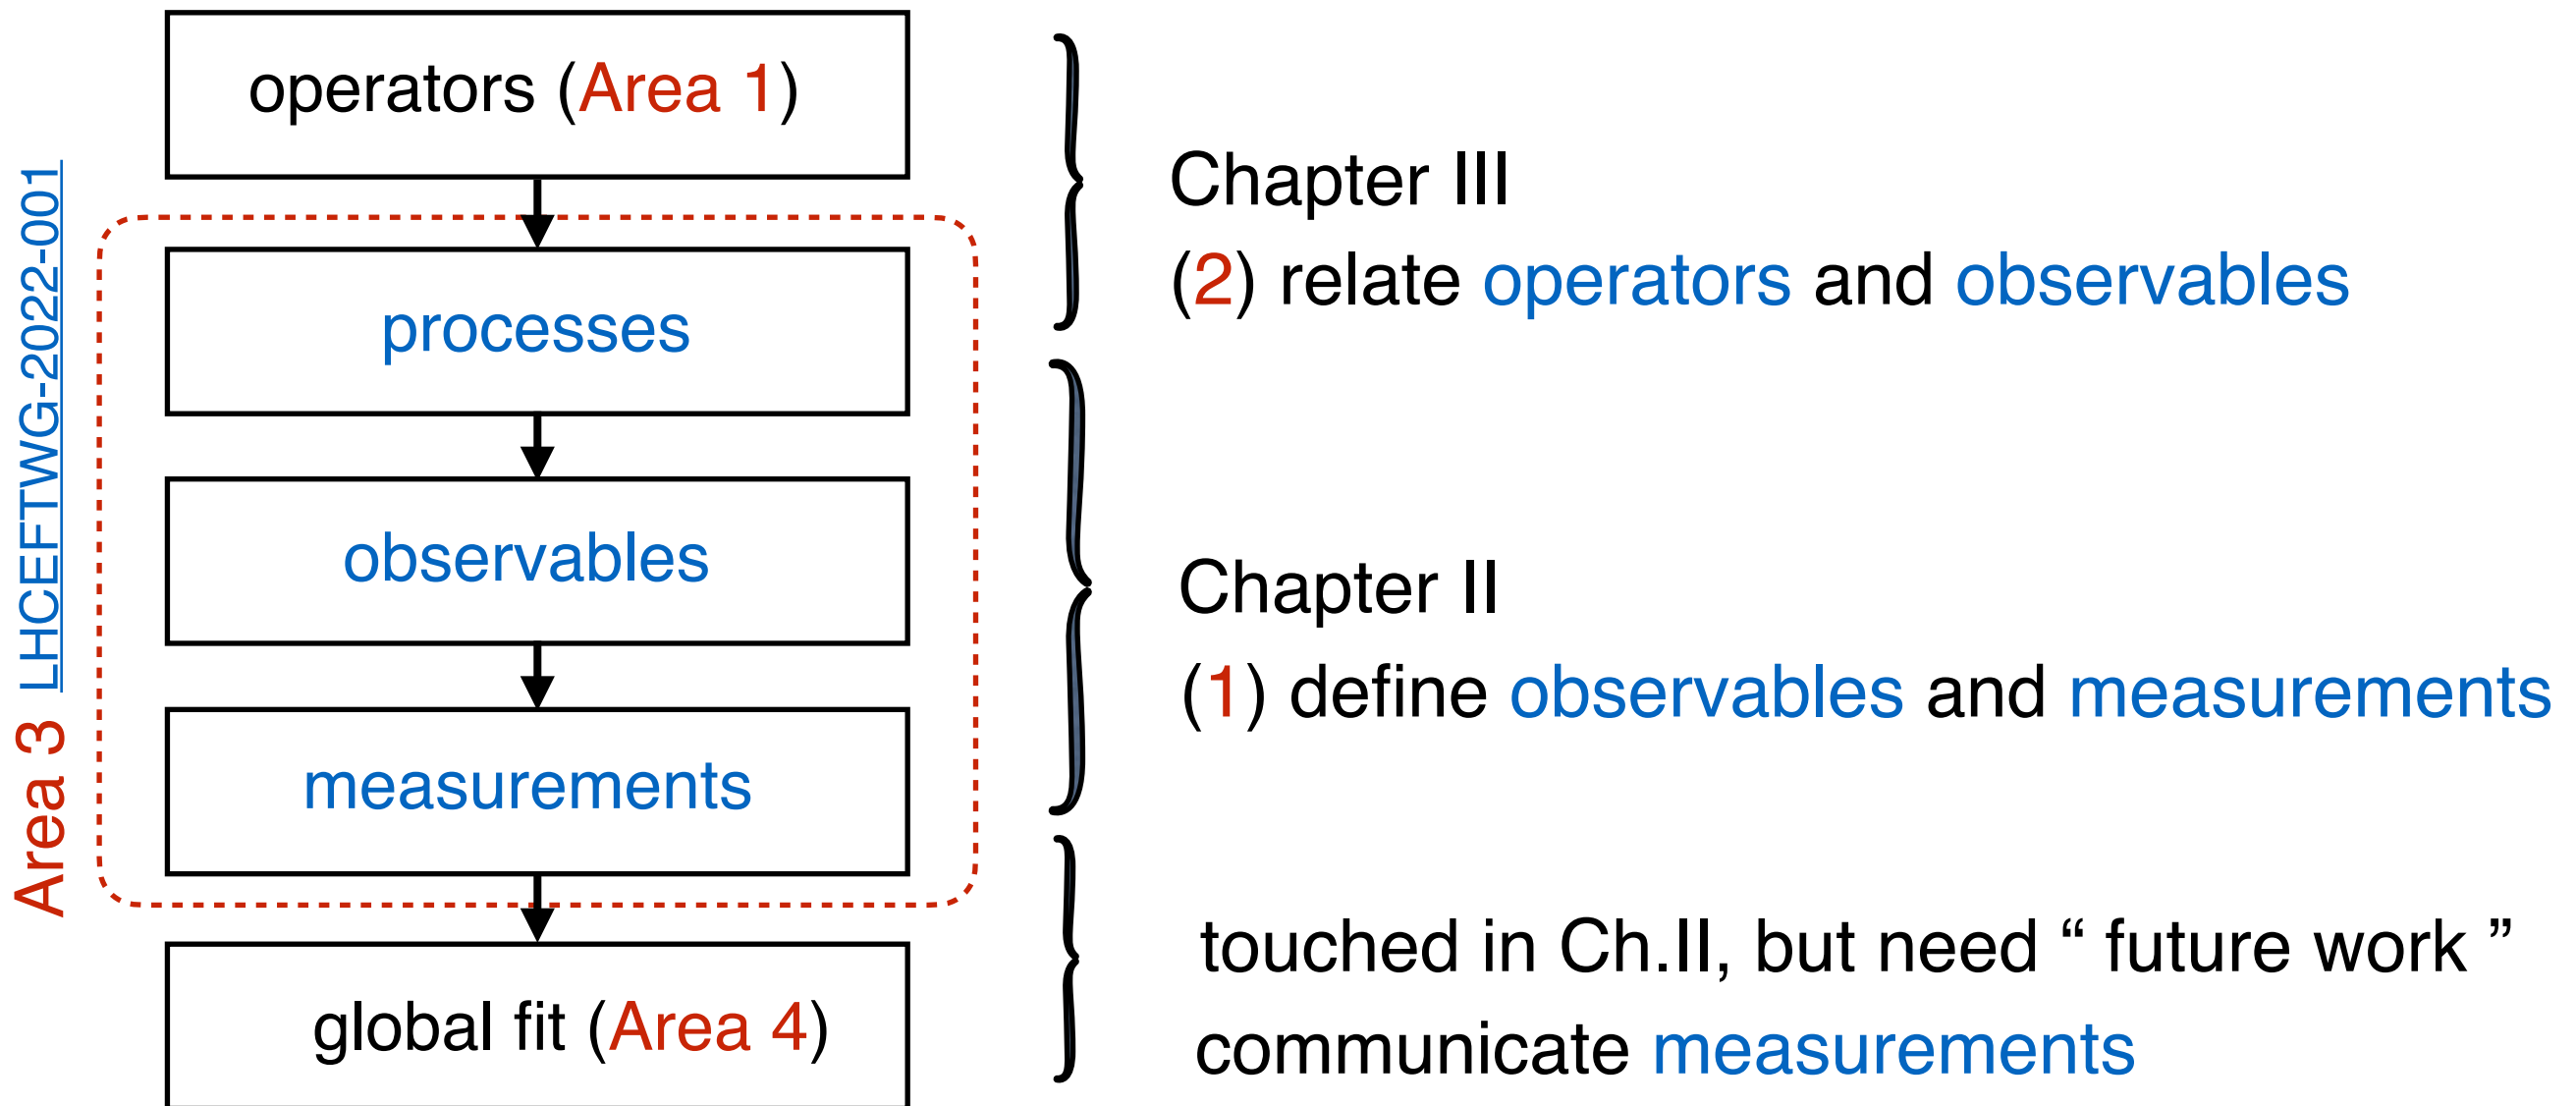 operators (Area 1)
processes
observables
measurements
global fit (Area 4)
Area 3 LHCEFTWG-2022-001
Chapter III
(2) relate operators and observables
Chapter II
(1) define observables and measurements
touched in Ch.II, but need “ future work ”
communicate measurements